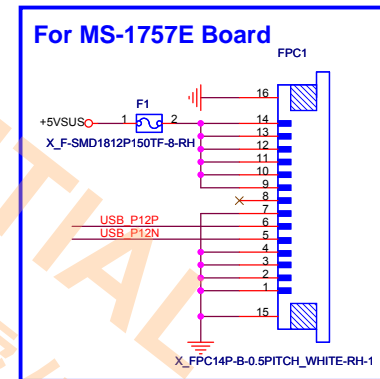 For MS-1757E Board
FPC1
16
F1
+5VSUS 1 2 14
13
X_F-SMD1812P150TF-8-RH 12
11
10
9
8
7
USB_P12P 6
USB_P12N 5
4
3
2
1
15
X_FPC14P-B-0.5PITCH_WHITE-RH-1